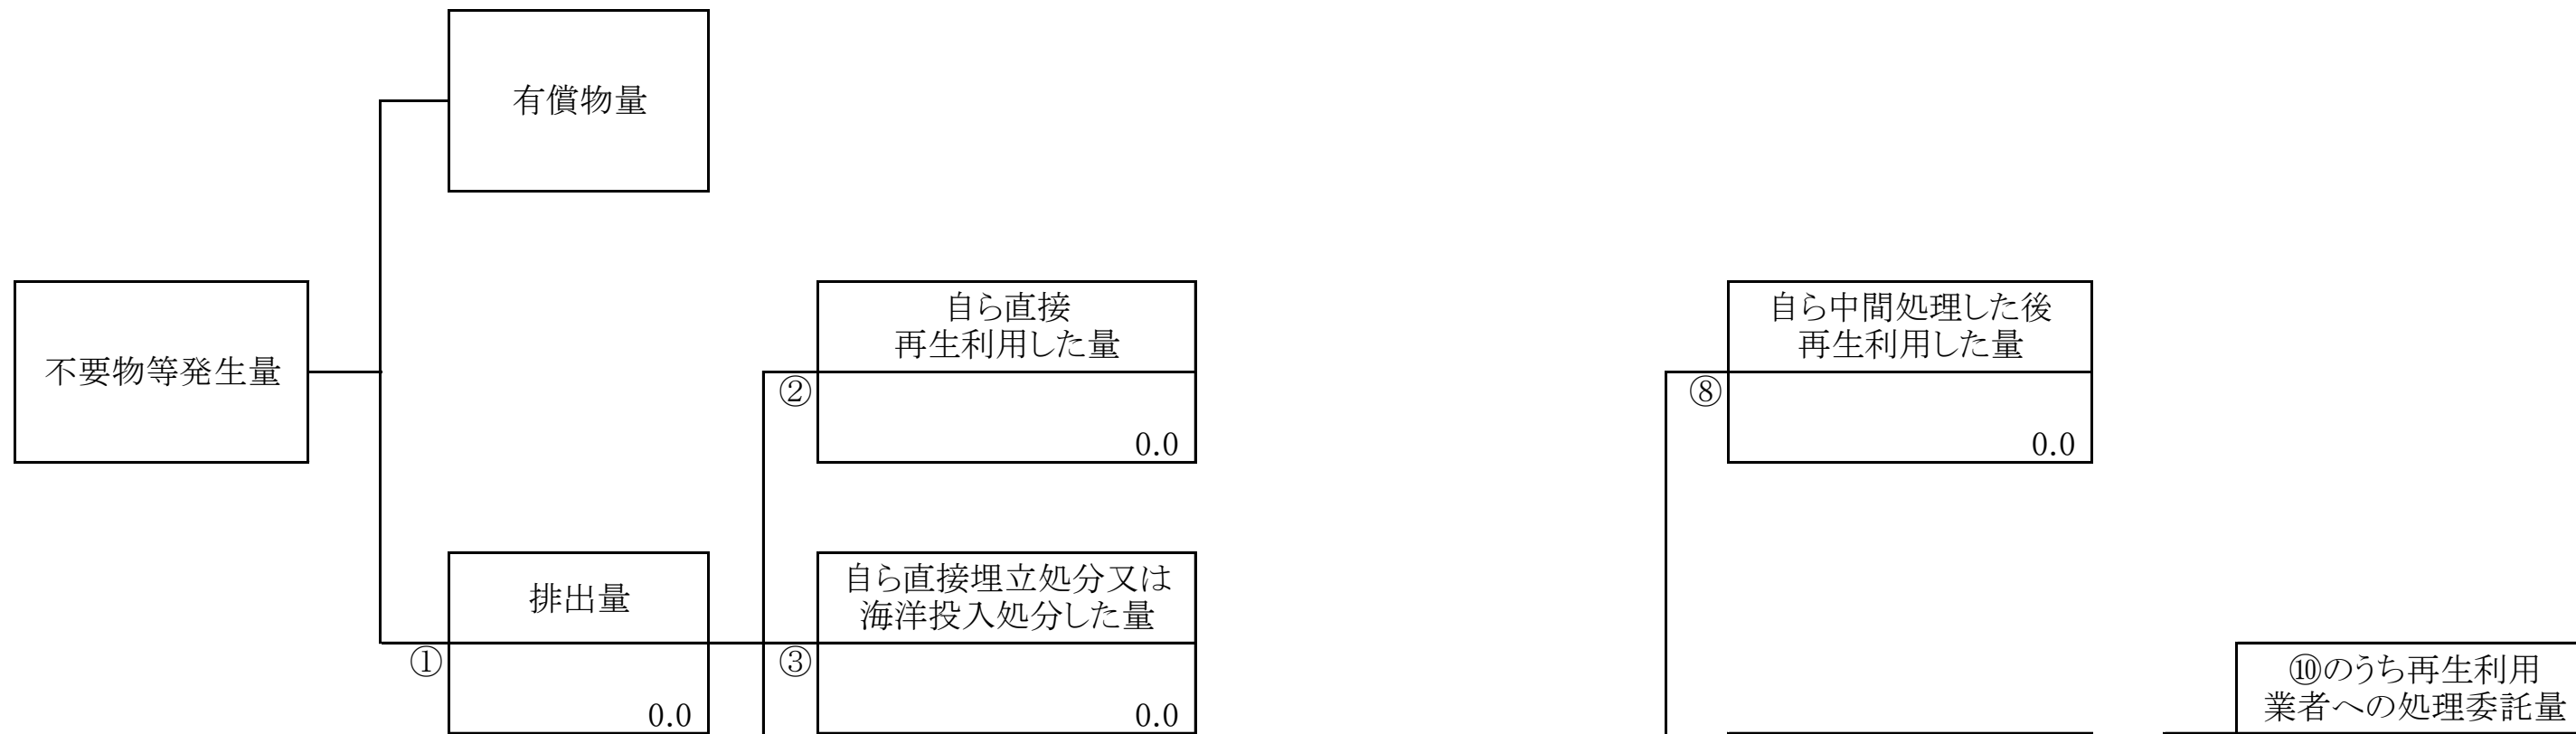 有償物量
不要物等発生量
自ら直接
再生利用した量
②
0.0
自ら中間処理した後
再生利用した量
⑧
0.0
排出量
①
0.0
自ら直接埋立処分又は
海洋投入処分した量
③
0.0
⑩のうち再生利用
業者への処理委託量